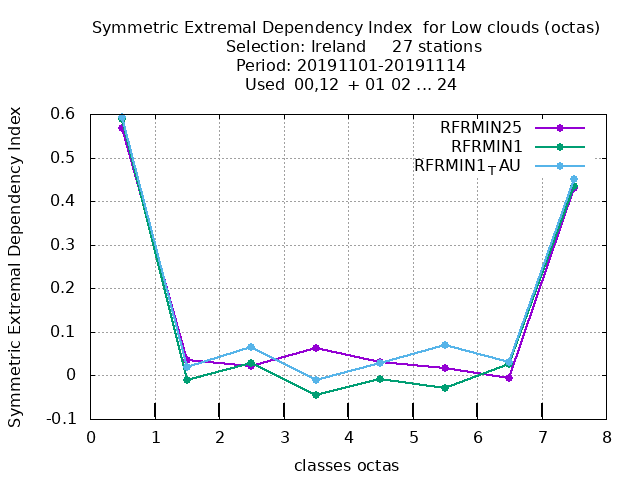 Symmetric Extremal Dependency Index  for Low clouds (octas)
Selection: Ireland     27 stations
Period: 20191101-20191114
Used  00,12  + 01 02 ... 24
Symmetric Extremal Dependency Index
0.6
0.5
0.4
0.3
0.2
0.1
0
-0.1
RFRMIN25
RFRMIN1
RFRMIN1TAU
0 1 2 3 4 5 6 7 8
classes octas